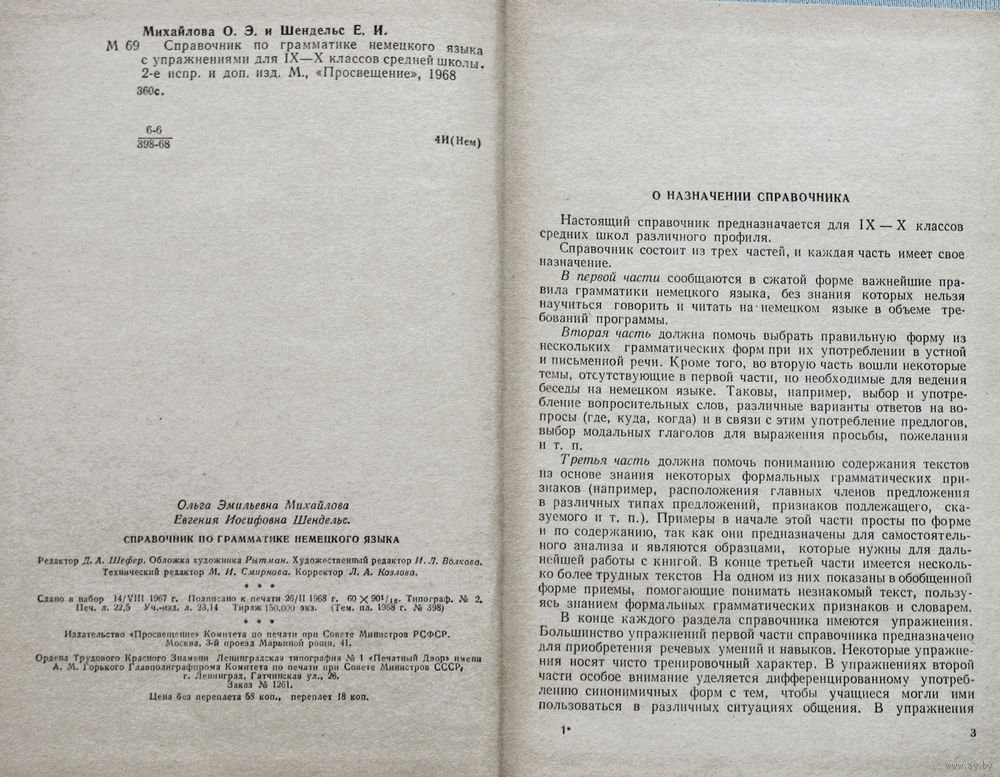 Михайлова О. Э. и Шендельс Е. И.
М 69 Справочник по грамматике немецкого языка
с упражнениями для IX—X классов средней школы.
2-е испр. и доп. изд. М., «Просвещение», 1968
360с.
6-6
398-68
4И(Нем)
Ольга Эмильевна Михайлова
Евгения Иосифовна Шендельс.
СПРАВОЧНИК ПО ГРАММАТИКЕ НЕМЕЦКОГО ЯЗЫКА
Редактор Д. А. Шефер. Обложка художника Рытман. Художественный редактор И. Л. Волкова.
Технический редактор М. И. Смирнова. Корректор Л. А. Козлова.
* * *
Сдано в набор 14/VIII 1967 г. Подписано к печати 26/II 1968 г. 60 × 90 1/16. Типограф. № 2.
Печ. л. 22,5 Уч.-изд. л. 23,14 Тираж 150.000 экз. (Тем. пл. 1968 г. № 398)
* * *
Издательство «Просвещение» Комитета по печати при Совете Министров РСФСР.
Москва, 3-й проезд Марьиной рощи, 41.
Ордена Трудового Красного Знамени Ленинградская типография № 1 «Печатный Двор» имени
А. М. Горького Главполиграфпрома Комитета по печати при Совете Министров СССР,
г. Ленинград, Гатчинская ул., 26.
Заказ № 1261.
Цена без переплета 53 коп., переплет 18 коп.
О НАЗНАЧЕНИИ СПРАВОЧНИКА
Настоящий справочник предназначается для IX — X классов
средних школ различного профиля.
Справочник состоит из трех частей, и каждая часть имеет свое
назначение.
В первой части сообщаются в сжатой форме важнейшие пра-
вила грамматики немецкого языка, без знания которых нельзя
научиться говорить и читать на немецком языке в объеме тре-
бований программы.
Вторая часть должна помочь выбрать правильную форму из
нескольких грамматических форм при их употреблении в устной
и письменной речи. Кроме того, во вторую часть вошли некоторые
темы, отсутствующие в первой части, но необходимые для ведения
беседы на немецком языке. Таковы, например, выбор и употре-
бление вопросительных слов, различные варианты ответов на во-
просы (где, куда, когда) и в связи с этим употребление предлогов,
выбор модальных глаголов для выражения просьбы, пожелания
и т. п.
Третья часть должна помочь пониманию содержания текстов
на основе знания некоторых формальных грамматических при-
знаков (например, расположения главных членов предложения
в различных типах предложений, признаков подлежащего, ска-
зуемого и т. п.). Примеры в начале этой части просты по форме
и по содержанию, так как они предназначены для самостоятель-
ного анализа и являются образцами, которые нужны для даль-
нейшей работы с книгой. В конце третьей части имеется несколь-
ко более трудных текстов На одном из них показаны в обобщенной
форме приемы, помогающие понимать незнакомый текст, пользу-
ясь знанием формальных грамматических признаков и словарем.
В конце каждого раздела справочника имеются упражнения.
Большинство упражнений первой части справочника предназначено
для приобретения речевых умений и навыков. Некоторые упражне-
ния носят чисто тренировочный характер. В упражнениях второй
части особое внимание уделяется дифференцированному употреб-
лению синонимичных форм с тем, чтобы учащиеся могли ими
пользоваться в различных ситуациях общения. В упражнения
1*
3
www.ay.by